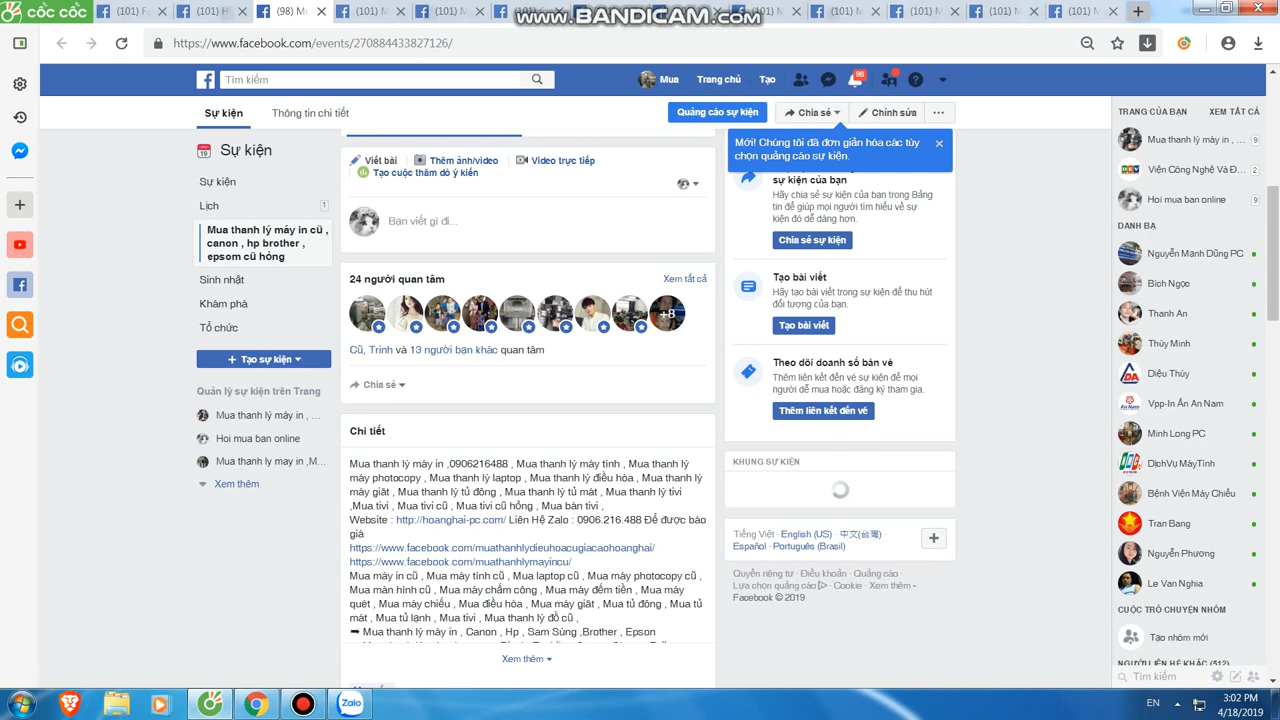 CỐC CỐC
(101) F
(101) H
(98) M
(101) M
(101) M
www.BANDICAM.com
(101) M
(101) M
(101) M
(101) M
https://www.facebook.com/events/270884433827126/
Tìm kiếm
Mua
Trang chủ
Tạo
98
Sự kiện
Thông tin chi tiết
Quảng cáo sự kiện
Chia sẻ
Chỉnh sửa
Mới! Chúng tôi đã đơn giản hóa các tùy
chọn quảng cáo sự kiện.
19
Sự kiện
Sự kiện
Lịch
1
Mua thanh lý máy in cũ ,
canon , hp brother ,
epsom cũ hỏng
Sinh nhật
Khám phá
Tổ chức
Tạo sự kiện
Quản lý sự kiện trên Trang
Mua thanh lý máy in , ...
Hoi mua ban online
Mua thanh ly may in ,M...
Xem thêm
Viết bài
Thêm ảnh/video
Video trực tiếp
Tạo cuộc thăm dò ý kiến
Bạn viết gì đi...
24 người quan tâm
Xem tất cả
+8
Cũ, Trinh và 13 người bạn khác quan tâm
Chia sẻ
Chi tiết
Mua thanh lý máy in ,0906216488 , Mua thanh lý máy tính , Mua thanh lý
máy photocopy , Mua thanh lý laptop , Mua thanh lý điều hòa , Mua thanh lý
máy giặt , Mua thanh lý tủ đông , Mua thanh lý tủ mát , Mua thanh lý tivi
,Mua tivi , Mua tivi cũ , Mua tivi cũ hổng , Mua bán tivi ,
Website : http://hoanghai-pc.com/ Liên Hệ Zalo : 0906.216.488 Để được báo
giá
https://www.facebook.com/muathanhlydieuhoacugiacaohoanghai/
https://www.facebook.com/muathanhlymayincu/
Mua máy in cũ , Mua máy tính cũ , Mua laptop cũ , Mua máy photocopy cũ ,
Mua màn hình cũ , Mua máy chấm công , Mua máy đếm tiền , Mua máy
quét , Mua máy chiếu , Mua điều hòa , Mua máy giặt , Mua tủ đông , Mua tủ
mát , Mua tủ lạnh , Mua tivi , Mua thanh lý đồ cũ ,
➡ Mua thanh lý máy in , Canon , Hp , Sam Sùng ,Brother , Epson
Xem thêm
sự kiện của bạn
Hãy chia sẻ sự kiện của bạn trong Bảng
tin để giúp mọi người tìm hiểu về sự
kiện đó dễ dàng hơn.
Chia sẻ sự kiện
Tạo bài viết
Hãy tạo bài viết trong sự kiện để thu hút
đối tượng của bạn.
Tạo bài viết
Theo dõi doanh số bán vé
Thêm liên kết đến vé sự kiện để mọi
người dễ mua hoặc đăng ký tham gia.
Thêm liên kết đến vé
KHUNG SỰ KIỆN
Tiếng Việt · English (US) · 中文(台灣) ·
Español · Português (Brasil)
Quyền riêng tư · Điều khoản · Quảng cáo ·
Lựa chọn quảng cáo · Cookie · Xem thêm
Facebook © 2019
TRANG CỦA BẠN
XEM TẤT CẢ
Mua thanh lý máy in , ...
9
Viện Công Nghệ Và Đ...
2
Hoi mua ban online
9
DANH BẠ
Nguyễn Mạnh Dũng PC
Bích Ngọc
Thanh An
Thủy Minh
Diệu Thúy
Vpp-In Ấn An Nam
Minh Long PC
DịchVụ MáyTính
Bệnh Viện Máy Chiếu
Tran Bang
Nguyễn Phương
Le Van Nghia
CUỘC TRÒ CHUYỆN NHÓM
Tạo nhóm mới
NGƯỜI LIÊN HỆ KHÁC (512)
Tìm kiếm
Zalo
EN
3:02 PM
4/18/2019